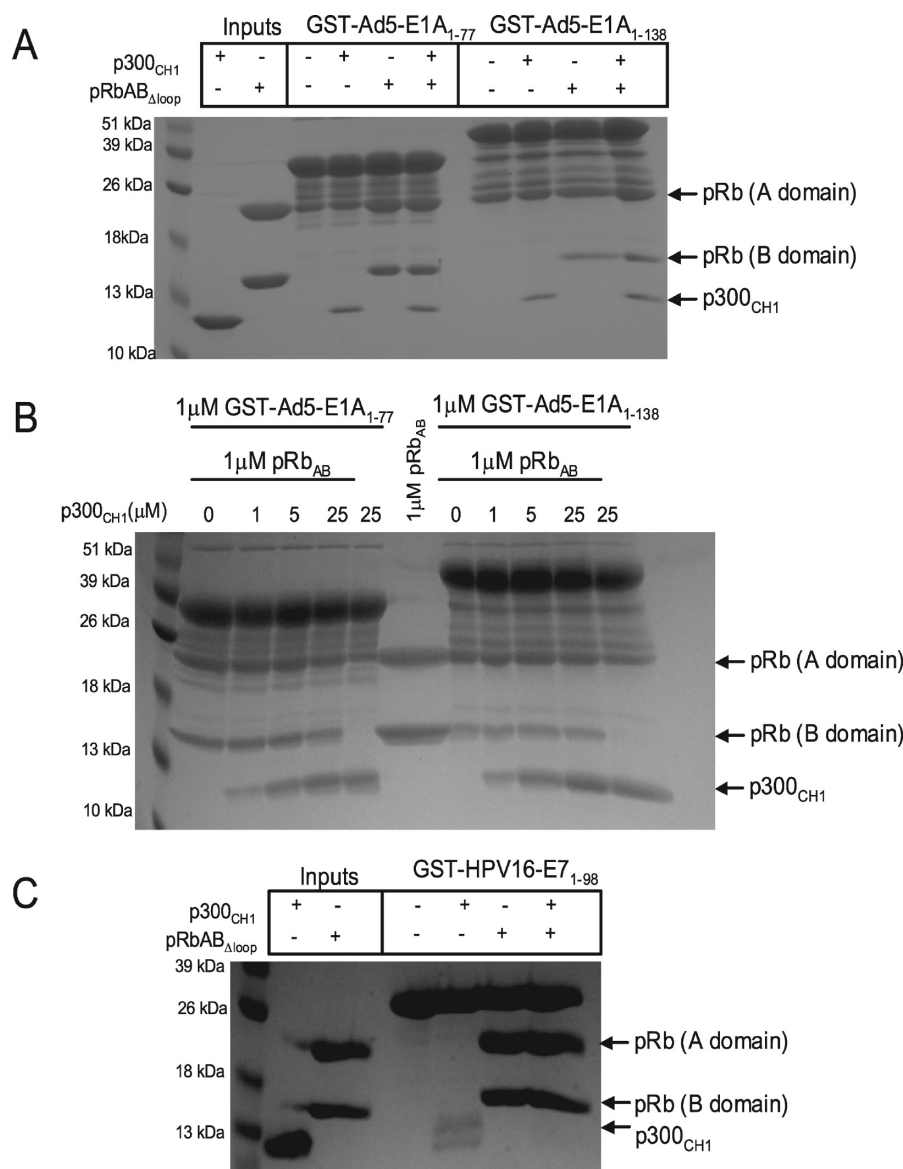 A
Inputs GST-Ad5-E1A1-77 GST-Ad5-E1A1-138
p300CH1 + - - + - + - + - +
pRbABΔloop - + - - + + - - + +
51 kDa
39 kDa
26 kDa
pRb (A domain)
18kDa
pRb (B domain)
13 kDa
p300CH1
10 kDa
B
1μM GST-Ad5-E1A1-77 1μM pRbAB 1μM GST-Ad5-E1A1-138
1μM pRbAB 1μM pRbAB
p300CH1(μM) 0 1 5 25 25 0 1 5 25 25
51 kDa
39 kDa
26 kDa
pRb (A domain)
18 kDa
pRb (B domain)
13 kDa
p300CH1
10 kDa
C
Inputs GST-HPV16-E71-98
p300CH1 + - - + - +
pRbABΔloop - + - - + +
39 kDa
26 kDa
pRb (A domain)
18 kDa
pRb (B domain)
13 kDa
p300CH1